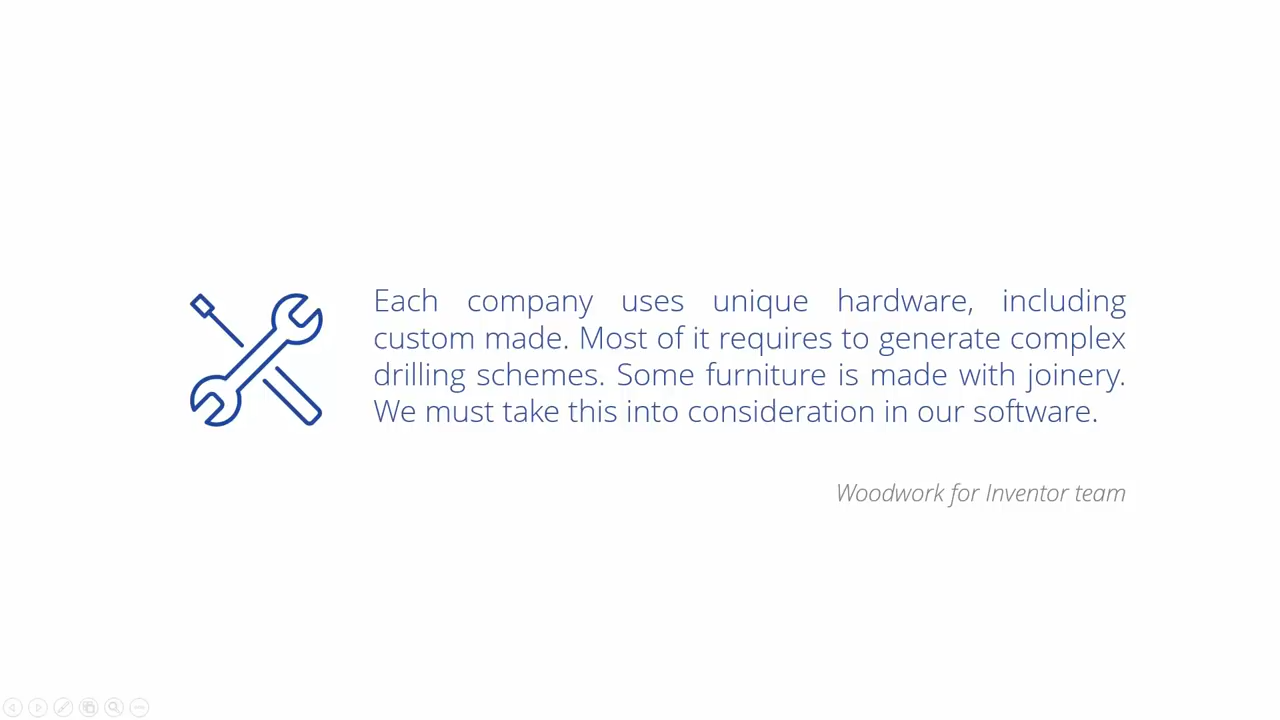 Each company uses unique hardware, including
custom made. Most of it requires to generate complex
drilling schemes. Some furniture is made with joinery.
We must take this into consideration in our software.
Woodwork for Inventor team